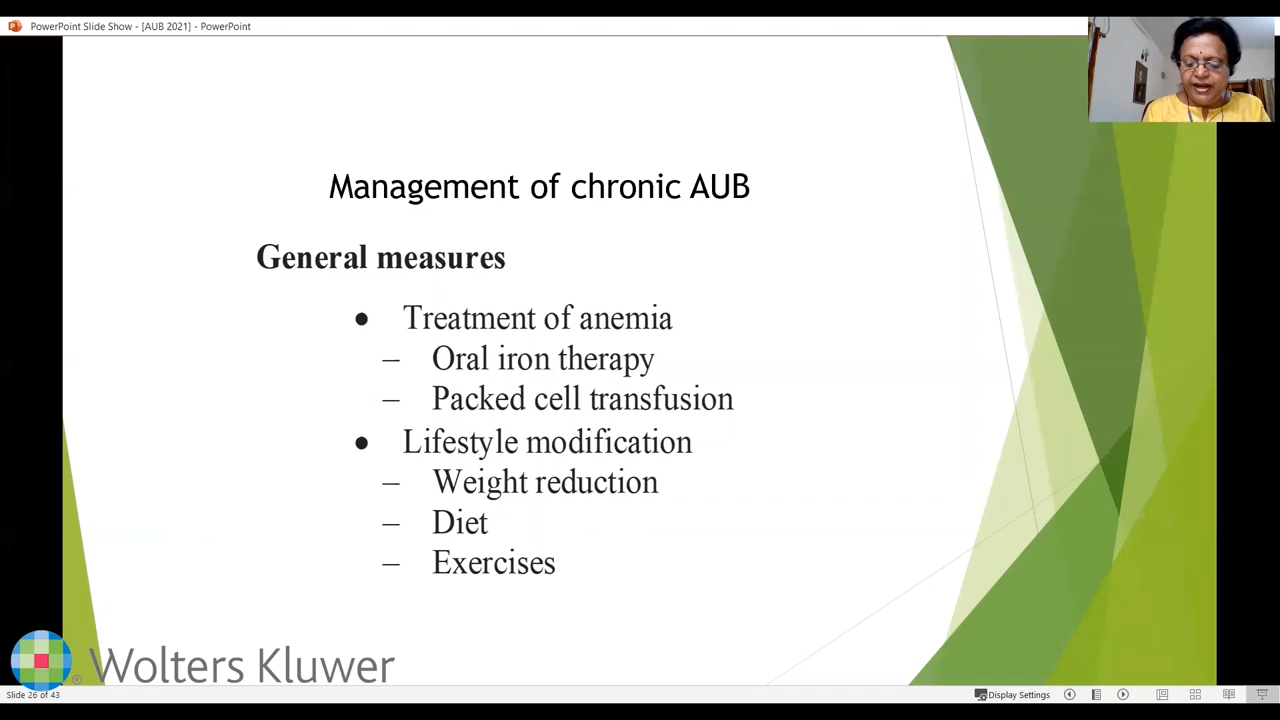 PowerPoint Slide Show - [AUB 2021] - PowerPoint
Management of chronic AUB
General measures
• Treatment of anemia
– Oral iron therapy
– Packed cell transfusion
• Lifestyle modification
– Weight reduction
– Diet
– Exercises
Wolters Kluwer
Slide 26 of 43
Display Settings